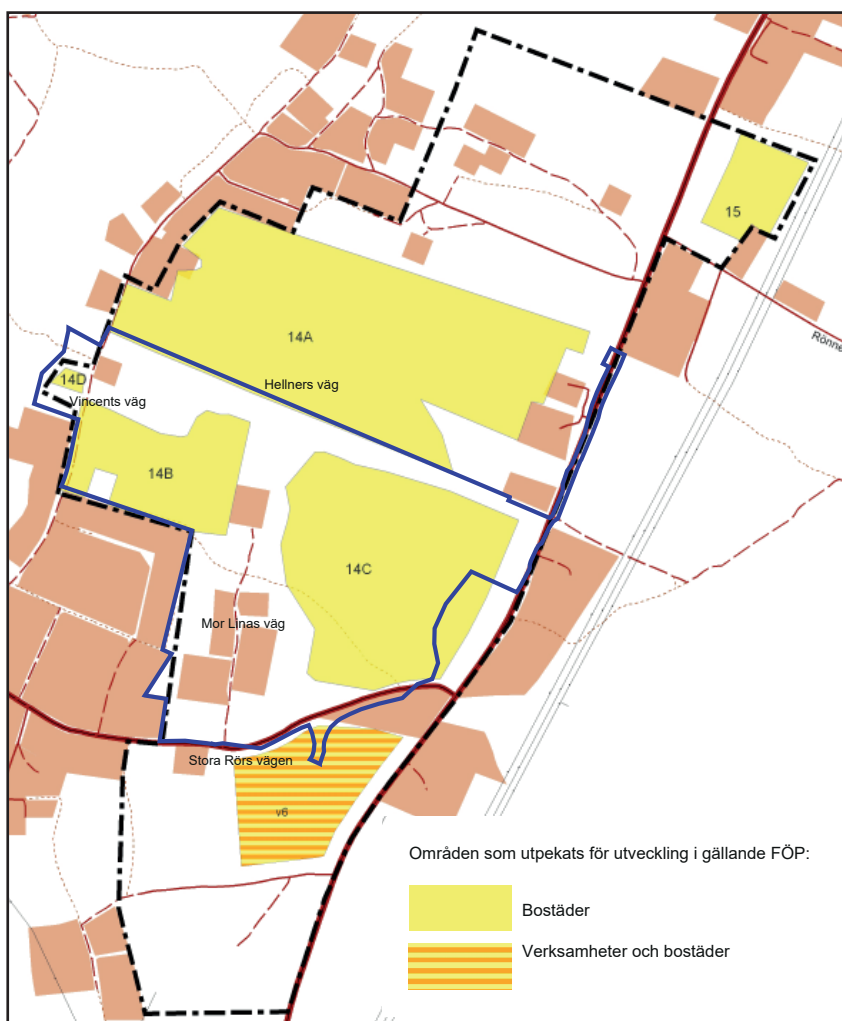 15
Rönne
14A
Hellners väg
14D
Vincents väg
14B
14C
Mor Linas väg
Stora Rörs vägen
v6
Områden som utpekats för utveckling i gällande FÖP:
Bostäder
Verksamheter och bostäder